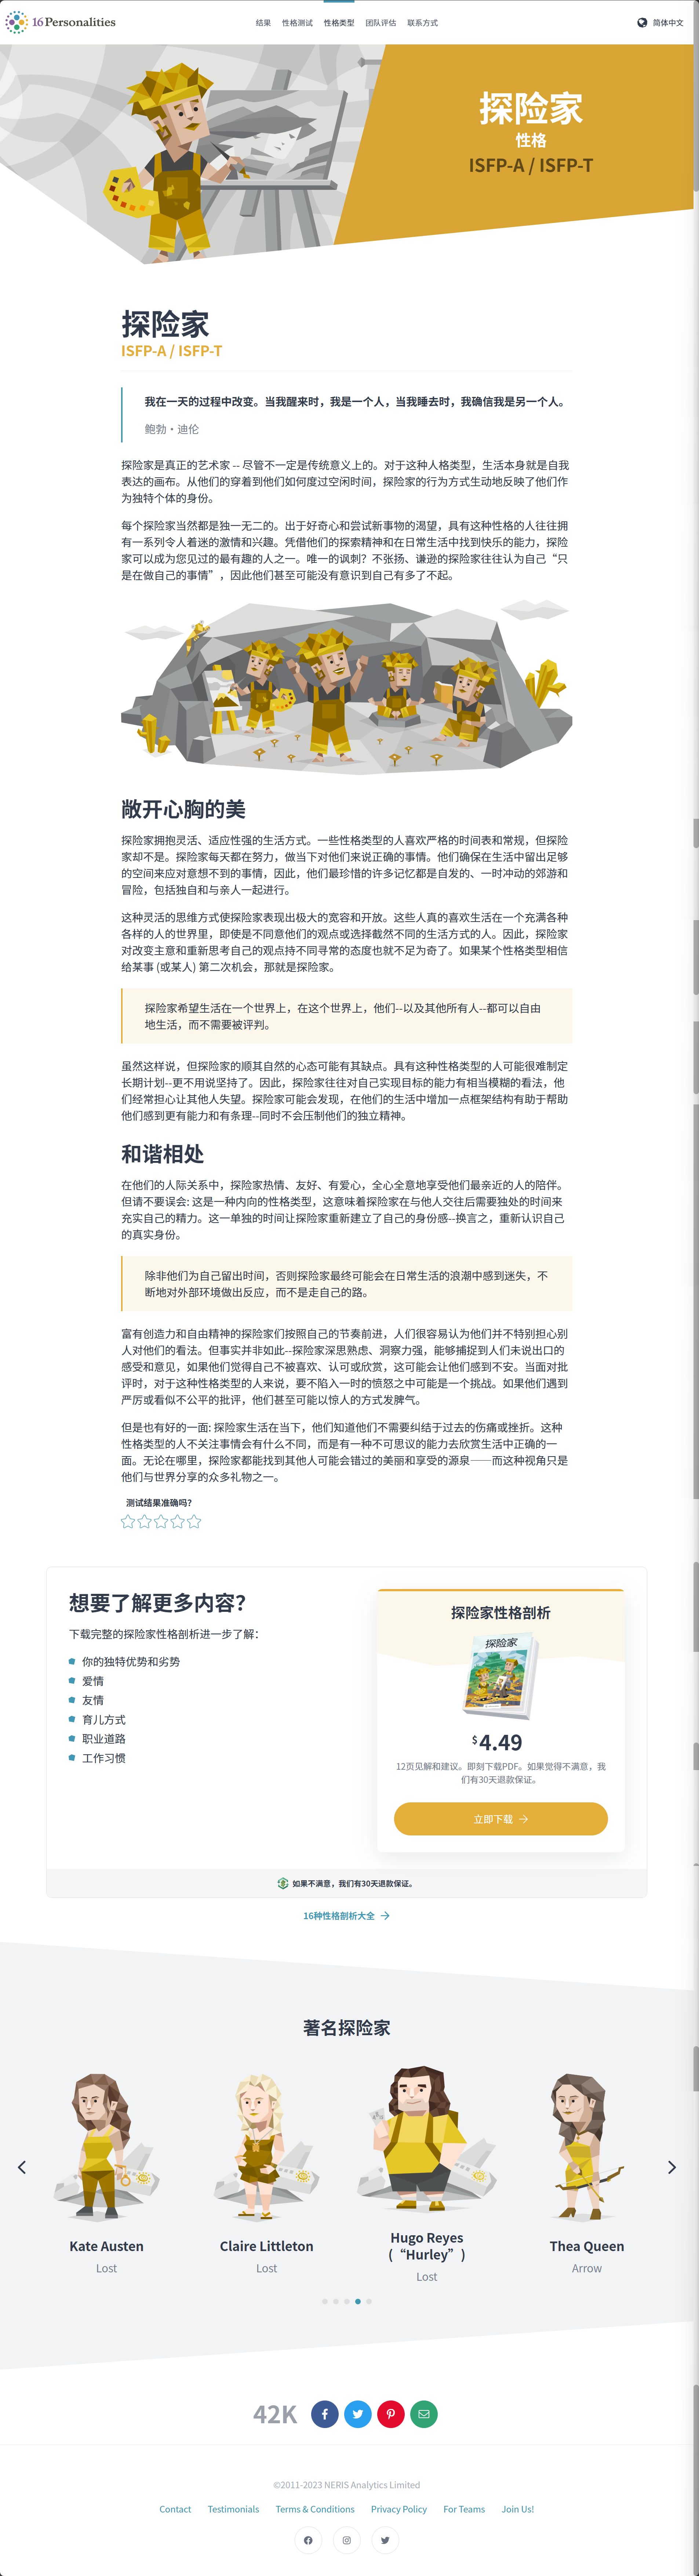 16Personalities
结果 性格测试 性格类型 团队评估 联系方式
简体中文
探险家
性格
ISFP-A / ISFP-T
探险家
ISFP-A / ISFP-T
我在一天的过程中改变。当我醒来时，我是一个人，当我睡去时，我确信我是另一个人。
鲍勃·迪伦
探险家是真正的艺术家 -- 尽管不一定是传统意义上的。对于这种人格类型，生活本身就是自我
表达的画布。从他们的穿着到他们如何度过空闲时间，探险家的行为方式生动地反映了他们作
为独特个体的身份。
每个探险家当然都是独一无二的。出于好奇心和尝试新事物的渴望，具有这种性格的人往往拥
有一系列令人着迷的激情和兴趣。凭借他们的探索精神和在日常生活中找到快乐的能力，探险
家可以成为您见过的最有趣的人之一。唯一的讽刺？不张扬、谦逊的探险家往往认为自己“只
是在做自己的事情”，因此他们甚至可能没有意识到自己有多了不起。
敞开心胸的美
探险家拥抱灵活、适应性强的生活方式。一些性格类型的人喜欢严格的时间表和常规，但探险
家却不是。探险家每天都在努力，做当下对他们来说正确的事情。他们确保在生活中留出足够
的空间来应对意想不到的事情，因此，他们最珍惜的许多记忆都是自发的、一时冲动的郊游和
冒险，包括独自和与亲人一起进行。
这种灵活的思维方式使探险家表现出极大的宽容和开放。这些人真的喜欢生活在一个充满各种
各样的人的世界里，即使是不同意他们的观点或选择截然不同的生活方式的人。因此，探险家
对改变主意和重新思考自己的观点持不同寻常的态度也就不足为奇了。如果某个性格类型相信
给某事 (或某人) 第二次机会，那就是探险家。
探险家希望生活在一个世界上，在这个世界上，他们--以及其他所有人--都可以自由
地生活，而不需要被评判。
虽然这样说，但探险家的顺其自然的心态可能有其缺点。具有这种性格类型的人可能很难制定
长期计划--更不用说坚持了。因此，探险家往往对自己实现目标的能力有相当模糊的看法，他
们经常担心让其他人失望。探险家可能会发现，在他们的生活中增加一点框架结构有助于帮助
他们感到更有能力和有条理--同时不会压制他们的独立精神。
和谐相处
在他们的人际关系中，探险家热情、友好、有爱心，全心全意地享受他们最亲近的人的陪伴。
但请不要误会: 这是一种内向的性格类型，这意味着探险家在与他人交往后需要独处的时间来
充实自己的精力。这一单独的时间让探险家重新建立了自己的身份感--换言之，重新认识自己
的真实身份。
除非他们为自己留出时间，否则探险家最终可能会在日常生活的浪潮中感到迷失，不
断地对外部环境做出反应，而不是走自己的路。
富有创造力和自由精神的探险家们按照自己的节奏前进，人们很容易认为他们并不特别担心别
人对他们的看法。但事实并非如此--探险家深思熟虑、洞察力强，能够捕捉到人们未说出口的
感受和意见，如果他们觉得自己不被喜欢、认可或欣赏，这可能会让他们感到不安。当面对批
评时，对于这种性格类型的人来说，要不陷入一时的愤怒之中可能是一个挑战。如果他们遇到
严厉或看似不公平的批评，他们甚至可能以惊人的方式发脾气。
但是也有好的一面: 探险家生活在当下，他们知道他们不需要纠结于过去的伤痛或挫折。这种
性格类型的人不关注事情会有什么不同，而是有一种不可思议的能力去欣赏生活中正确的一
面。无论在哪里，探险家都能找到其他人可能会错过的美丽和享受的源泉——而这种视角只是
他们与世界分享的众多礼物之一。
测试结果准确吗?
想要了解更多内容?
下载完整的探险家性格剖析进一步了解：
你的独特优势和劣势
爱情
友情
育儿方式
职业道路
工作习惯
探险家性格剖析
探险家
$4.49
12页见解和建议。即刻下载PDF。如果觉得不满意，我
们有30天退款保证。
立即下载
如果不满意，我们有30天退款保证。
16种性格剖析大全
著名探险家
Kate Austen
Lost
Claire Littleton
Lost
Hugo Reyes
(“Hurley”)
Lost
Thea Queen
Arrow
42K
©2011-2023 NERIS Analytics Limited
Contact Testimonials Terms & Conditions Privacy Policy For Teams Join Us!